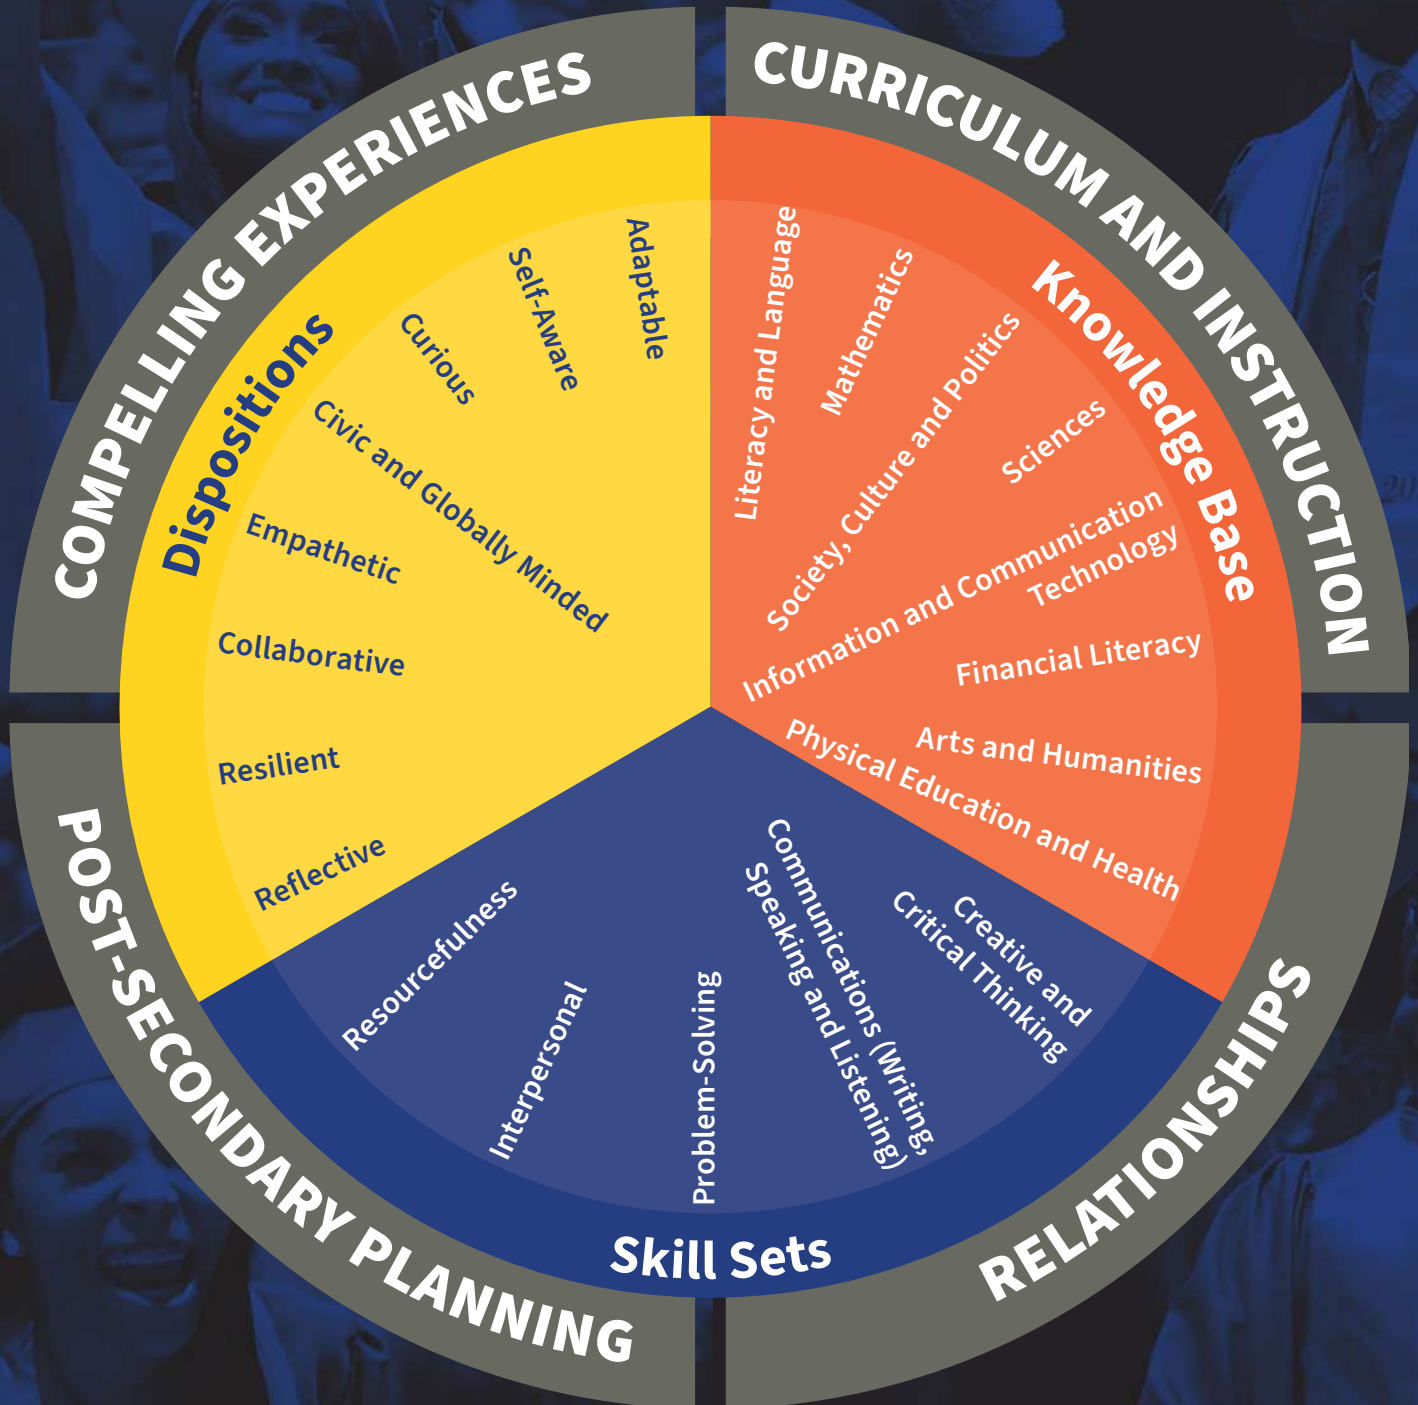 COMPELLING EXPERIENCES
CURRICULUM AND INSTRUCTION
RELATIONSHIPS
POST-SECONDARY PLANNING
Dispositions
Adaptable
Self-Aware
Curious
Civic and Globally Minded
Empathetic
Collaborative
Resilient
Reflective
Knowledge Base
Literacy and Language
Mathematics
Society, Culture and Politics
Sciences
Information and Communication
Technology
Financial Literacy
Arts and Humanities
Physical Education and Health
Skill Sets
Creative and
Critical Thinking
Communications (Writing,
Speaking and Listening)
Problem-Solving
Interpersonal
Resourcefulness